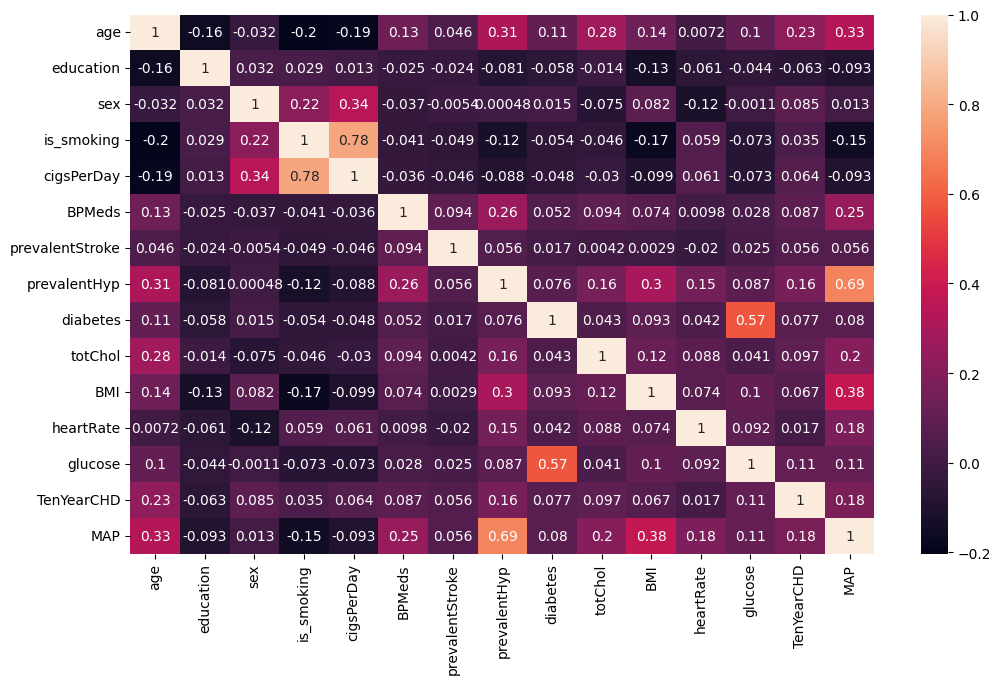 age 1 -0.16 -0.032 -0.2 -0.19 0.13 0.046 0.31 0.11 0.28 0.14 0.0072 0.1 0.23 0.33
education -0.16 1 0.032 0.029 0.013 -0.025 -0.024 -0.081 -0.058 -0.014 -0.13 -0.061 -0.044 -0.063 -0.093
sex -0.032 0.032 1 0.22 0.34 -0.037 -0.0054 0.00048 0.015 -0.075 0.082 -0.12 -0.0011 0.085 0.013
is_smoking -0.2 0.029 0.22 1 0.78 -0.041 -0.049 -0.12 -0.054 -0.046 -0.17 0.059 -0.073 0.035 -0.15
cigsPerDay -0.19 0.013 0.34 0.78 1 -0.036 -0.046 -0.088 -0.048 -0.03 -0.099 0.061 -0.073 0.064 -0.093
BPMeds 0.13 -0.025 -0.037 -0.041 -0.036 1 0.094 0.26 0.052 0.094 0.074 0.0098 0.028 0.087 0.25
prevalentStroke 0.046 -0.024 -0.0054 -0.049 -0.046 0.094 1 0.056 0.017 0.0042 0.0029 -0.02 0.025 0.056 0.056
prevalentHyp 0.31 -0.081 0.00048 -0.12 -0.088 0.26 0.056 1 0.076 0.16 0.3 0.15 0.087 0.16 0.69
diabetes 0.11 -0.058 0.015 -0.054 -0.048 0.052 0.017 0.076 1 0.043 0.093 0.042 0.57 0.077 0.08
totChol 0.28 -0.014 -0.075 -0.046 -0.03 0.094 0.0042 0.16 0.043 1 0.12 0.088 0.041 0.097 0.2
BMI 0.14 -0.13 0.082 -0.17 -0.099 0.074 0.0029 0.3 0.093 0.12 1 0.074 0.1 0.067 0.38
heartRate 0.0072 -0.061 -0.12 0.059 0.061 0.0098 -0.02 0.15 0.042 0.088 0.074 1 0.092 0.017 0.18
glucose 0.1 -0.044 -0.0011 -0.073 -0.073 0.028 0.025 0.087 0.57 0.041 0.1 0.092 1 0.11 0.11
TenYearCHD 0.23 -0.063 0.085 0.035 0.064 0.087 0.056 0.16 0.077 0.097 0.067 0.017 0.11 1 0.18
MAP 0.33 -0.093 0.013 -0.15 -0.093 0.25 0.056 0.69 0.08 0.2 0.38 0.18 0.11 0.18 1
age
education
sex
is_smoking
cigsPerDay
BPMeds
prevalentStroke
prevalentHyp
diabetes
totChol
BMI
heartRate
glucose
TenYearCHD
MAP
1.0
0.8
0.6
0.4
0.2
0.0
−0.2